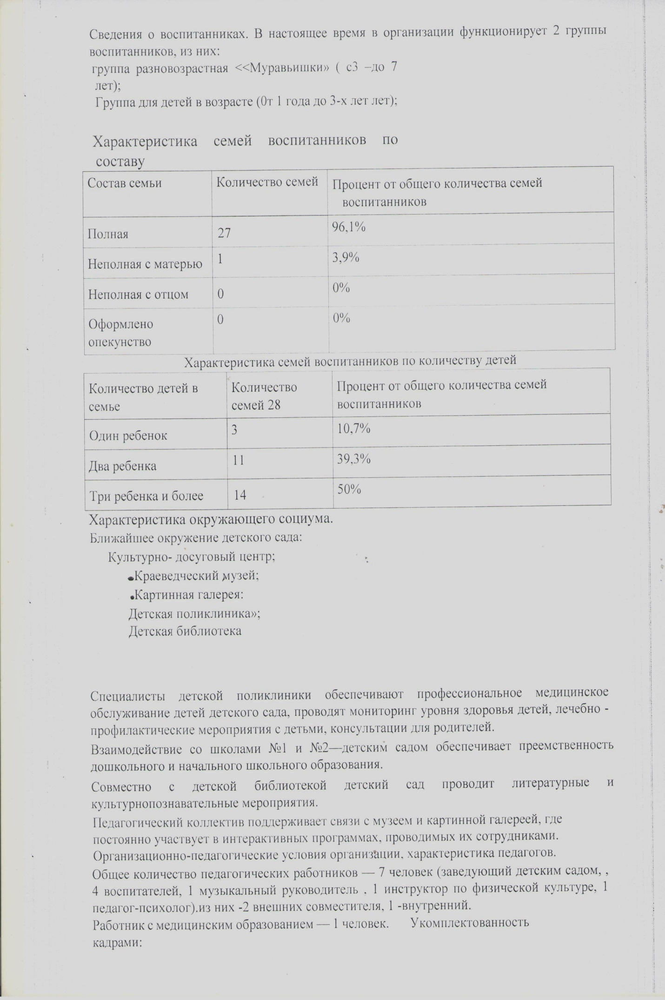 Сведения о воспитанниках. В настоящее время в организации функционирует 2 группы
воспитанников, из них:
группа разновозрастная <<Муравьишки» ( с3 –до 7
лет);
Группа для детей в возрасте (От 1 года до 3-х лет лет);
Характеристика семей воспитанников по
составу
Состав семьи Количество семей Процент от общего количества семей
воспитанников
Полная 27 96,1%
Неполная с матерью 1 3,9%
Неполная с отцом 0 0%
Оформлено 0 0%
опекунство
Характеристика семей воспитанников по количеству детей
Количество детей в Количество Процент от общего количества семей
семье семей 28 воспитанников
Один ребенок 3 10,7%
Два ребенка 11 39,3%
Три ребенка и более 14 50%
Характеристика окружающего социума.
Ближайшее окружение детского сада:
Культурно- досуговый центр;
•Краеведческий музей;
•Картинная галерея:
Детская поликлиника»;
Детская библиотека
Специалисты детской поликлиники обеспечивают профессиональное медицинское
обслуживание детей детского сада, проводят мониторинг уровня здоровья детей, лечебно -
профилактические мероприятия с детьми, консультации для родителей.
Взаимодействие со школами №1 и №2—детским садом обеспечивает преемственность
дошкольного и начального школьного образования.
Совместно с детской библиотекой детский сад проводит литературные и
культурнопознавательные мероприятия.
Педагогический коллектив поддерживает связи с музеем и картинной галереей, где
постоянно участвует в интерактивных программах, проводимых их сотрудниками.
Организационно-педагогические условия организации, характеристика педагогов.
Общее количество педагогических работников — 7 человек (заведующий детским садом, ,
4 воспитателей, 1 музыкальный руководитель , 1 инструктор по физической культуре, 1
педагог-психолог).из них -2 внешних совместителя, 1 -внутренний.
Работник с медицинским образованием — 1 человек. Укомплектованность
кадрами: